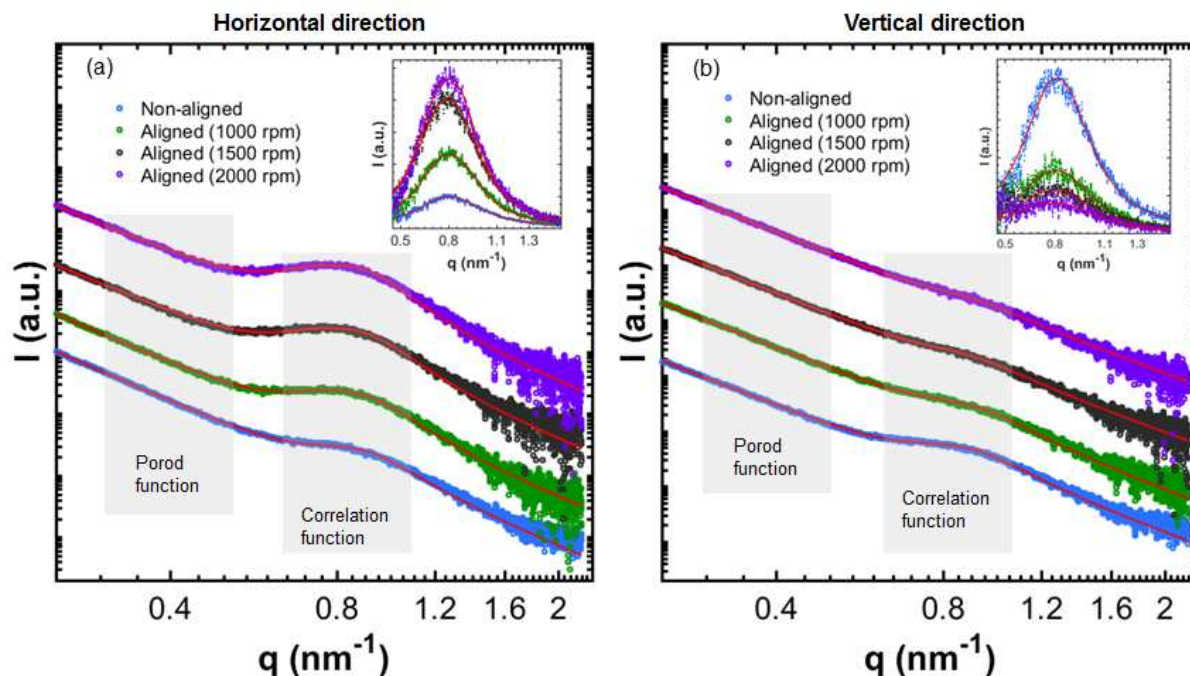 Horizontal direction
(a)
Non-aligned
Aligned (1000 rpm)
Aligned (1500 rpm)
Aligned (2000 rpm)
I (a.u.)
0.5 0.8 1.1 1.3
q (nm⁻¹)
Porod
function
Correlation
function
I (a.u.)
0.4 0.8 1.2 1.6 2
q (nm⁻¹)
Vertical direction
(b)
Non-aligned
Aligned (1000 rpm)
Aligned (1500 rpm)
Aligned (2000 rpm)
I (a.u.)
0.5 0.8 1.1 1.3
q (nm⁻¹)
Porod
function
Correlation
function
I (a.u.)
0.4 0.8 1.2 1.6 2
q (nm⁻¹)